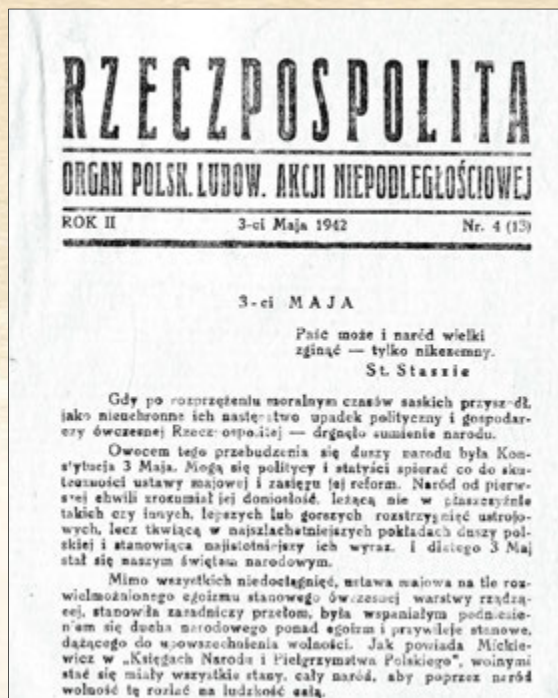 RZECZPOSPOLITA
ORGAN POLSK. LUDOW. AKCJI NIEPODLEGŁOŚCIOWEJ
ROK II 3-ci Maja 1942 Nr. 4 (13)
3-ci MAJA
Paść może i naród wielki
zginąć — tylko nikczemny.
St. Staszic
Gdy po rozprzężeniu moralnym czasów saskich przyszedł,
jako nieuchronne ich następstwo upadek polityczny i gospodar-
czy ówczesnej Rzeczpospolitej — drgnęło sumienie narodu.
Owocem tego przebudzenia się duszy narodu była Kon-
stytucja 3 Maja. Mogą się politycy i statyści spierać co do sku-
teczności ustawy majowej i zasięgu jej reform. Naród od pierw-
szej chwili zrozumiał jej doniosłość, leżącą nie w płaszczyźnie
takich czy innych, lepszych lub gorszych rozstrzygnięć ustrojo-
wych, lecz tkwiącą w najszlachetniejszych pokładach duszy pol-
skiej i stanowiąca najistotniejszy ich wyraz. I dlatego 3 Maj
stał się naszym świętem narodowym.
Mimo wszystkich niedociągnięć, ustawa majowa na tle roz-
wielmożnionego egoizmu stanowego ówczesnej warstwy rządzą-
cej, stanowiła zasadniczy przełom, była wspaniałym podniesie-
niem się ducha narodowego ponad egoizm i przywileje stanowe,
dążącego do upowszechnienia wolności. Jak powiada Mickie-
wicz w „Księgach Narodu i Pielgrzymstwa Polskiego", wolnymi
stać się miały wszystkie stany, cały naród, aby poprzez naród
wolność tę rozlać na ludzkość całą.